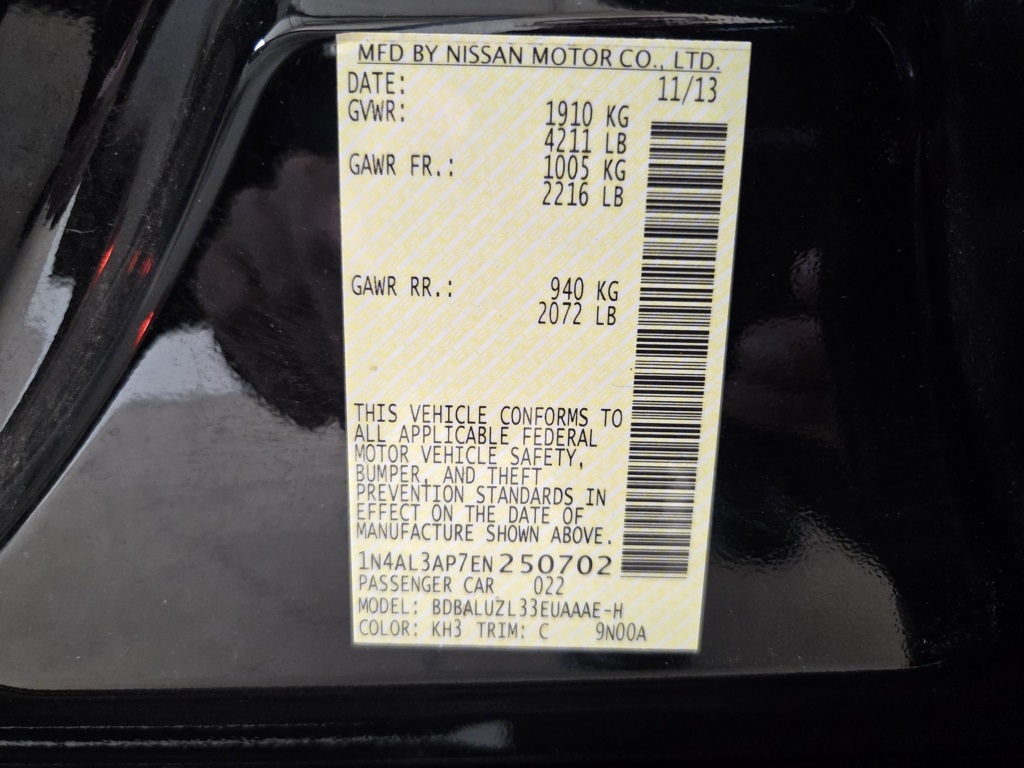 MFD BY NISSAN MOTOR CO., LTD.
DATE: 11/13
GVWR: 1910 KG
4211 LB
GAWR FR.: 1005 KG
2216 LB
GAWR RR.: 940 KG
2072 LB
THIS VEHICLE CONFORMS TO
ALL APPLICABLE FEDERAL
MOTOR VEHICLE SAFETY,
BUMPER, AND THEFT
PREVENTION STANDARDS IN
EFFECT ON THE DATE OF
MANUFACTURE SHOWN ABOVE.
1N4AL3AP7EN250702
PASSENGER CAR 022
MODEL: BDBALUZL33EUAAAE-H
COLOR: KH3 TRIM: C 9N00A